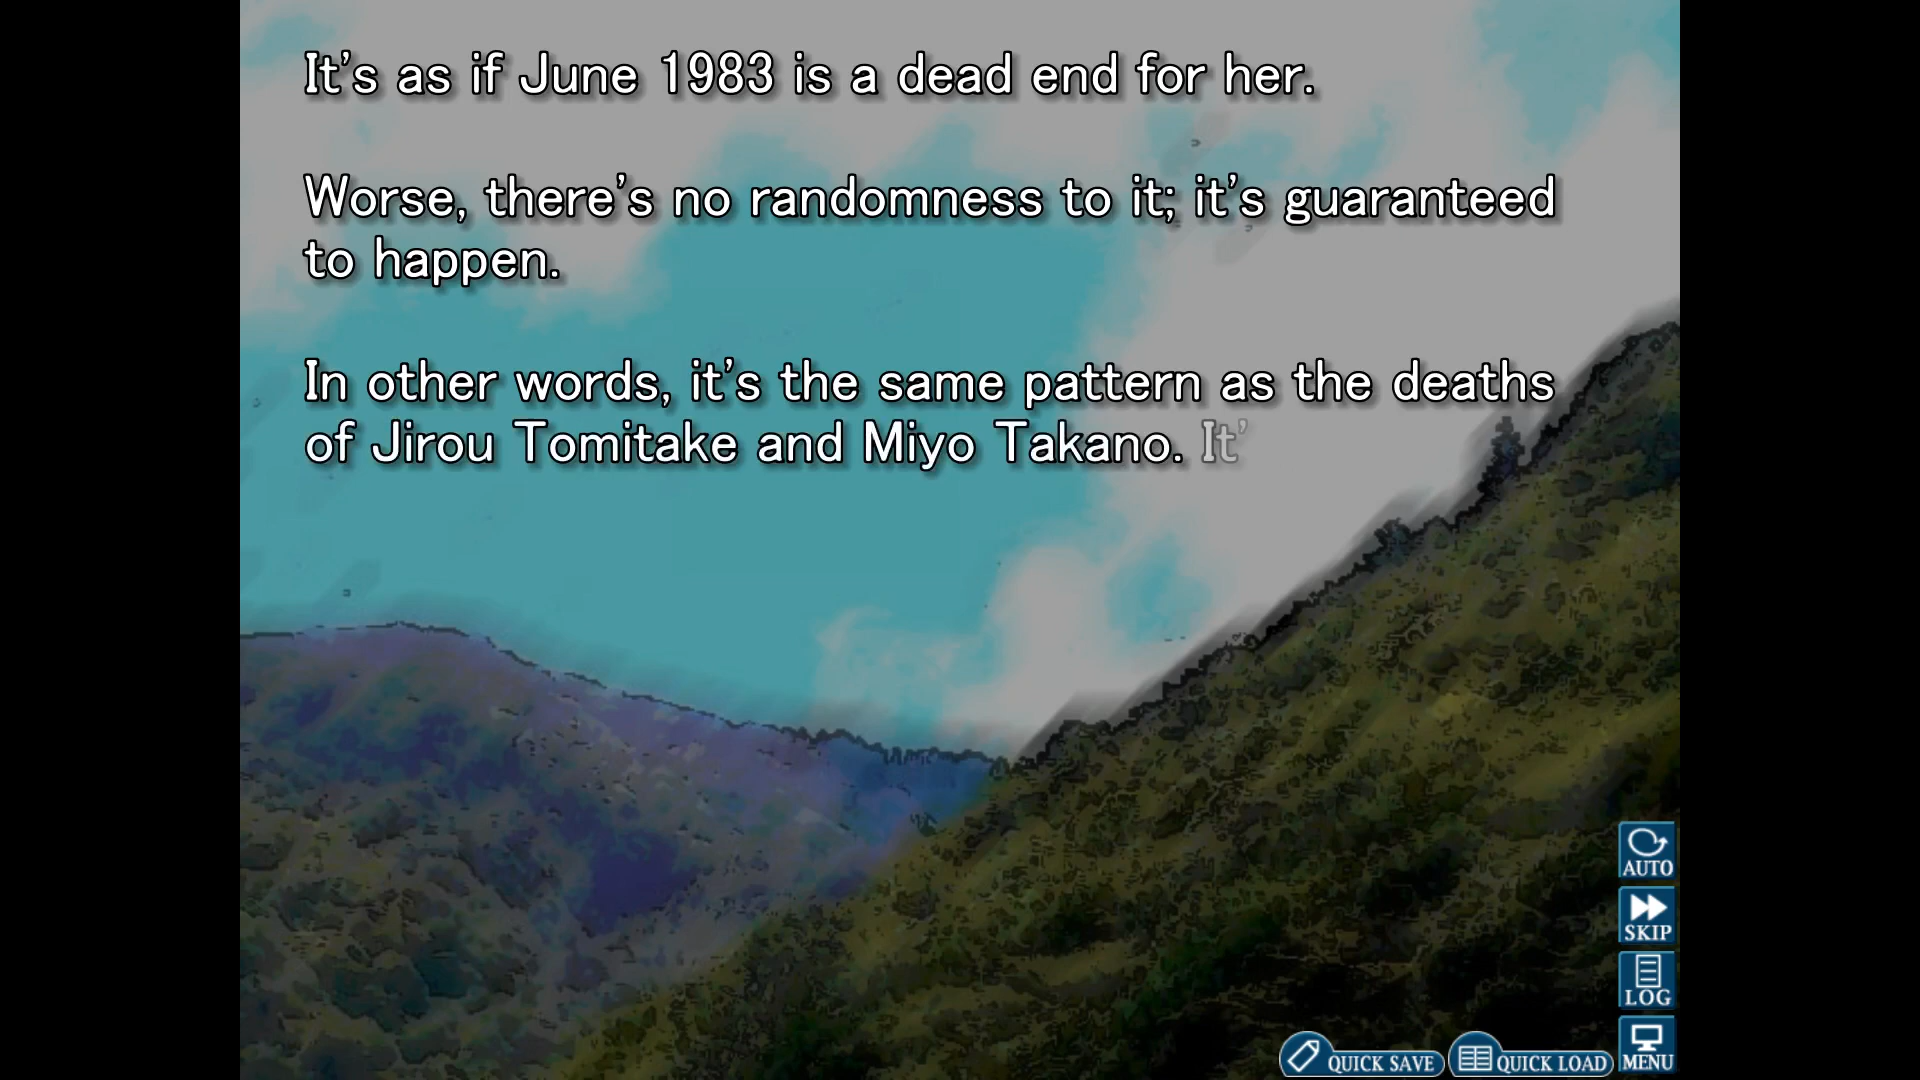 It's as if June 1983 is a dead end for her.
Worse, there's no randomness to it; it's guaranteed
to happen.
In other words, it's the same pattern as the deaths
of Jirou Tomitake and Miyo Takano. It'
AUTO
SKIP
LOG
MENU
QUICK SAVE
QUICK LOAD